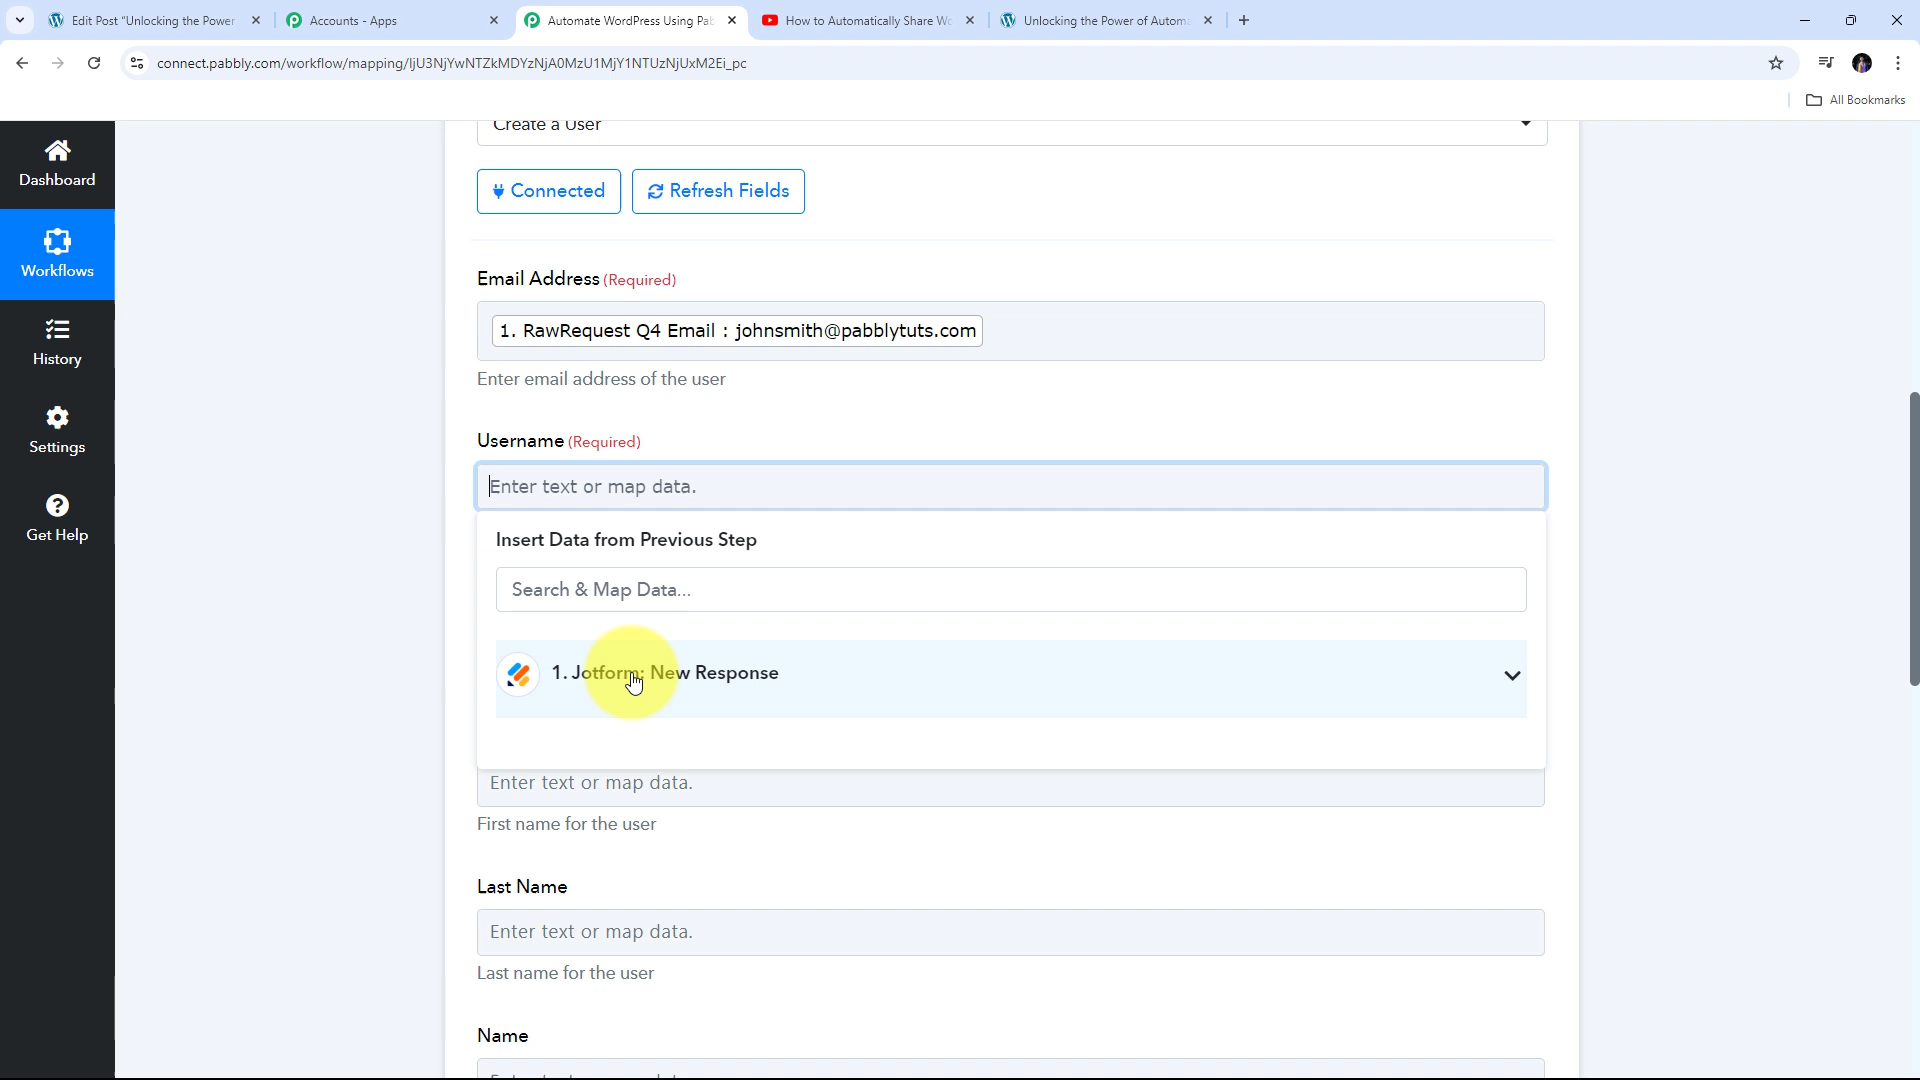 Edit Post "Unlocking the Power
Accounts - Apps
Automate WordPress Using Pab
How to Automatically Share Wo
Unlocking the Power of Automa
connect.pabbly.com/workflow/mapping/IjU3NjYwNTZkMDYzNjA0MzU1MjY1NTUzNjUxM2Ei_pc
All Bookmarks
Dashboard
Workflows
History
Settings
Get Help
Create a User
Connected
Refresh Fields
Email Address (Required)
1. RawRequest Q4 Email : johnsmith@pabblytuts.com
Enter email address of the user
Username (Required)
Enter text or map data.
Insert Data from Previous Step
Search & Map Data...
1. Jotform: New Response
Enter text or map data.
First name for the user
Last Name
Enter text or map data.
Last name for the user
Name